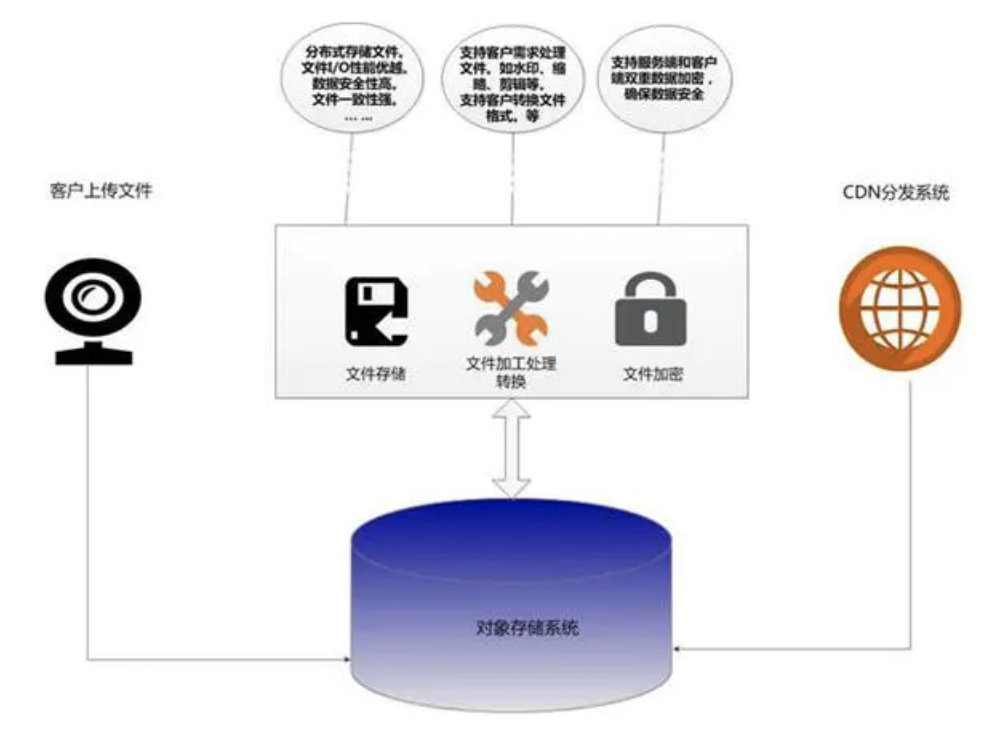 分布式存储文件。
文件I/O性能优越。
数据安全性高。
文件一致性强。
... ...
支持客户需求处理
文件。如水印、缩
略、剪辑等。
支持客户转换文件
格式。等
支持服务端和客户
端双重数据加密，
确保数据安全
客户上传文件
CDN分发系统
文件存储
文件加工处理
转换
文件加密
对象存储系统